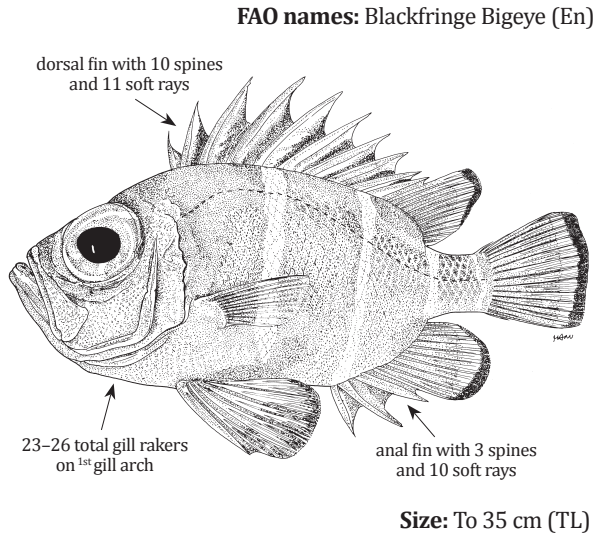 FAO names: Blackfringe Bigeye (En)
dorsal fin with 10 spines
and 11 soft rays
23–26 total gill rakers
on 1st gill arch
anal fin with 3 spines
and 10 soft rays
Size: To 35 cm (TL)